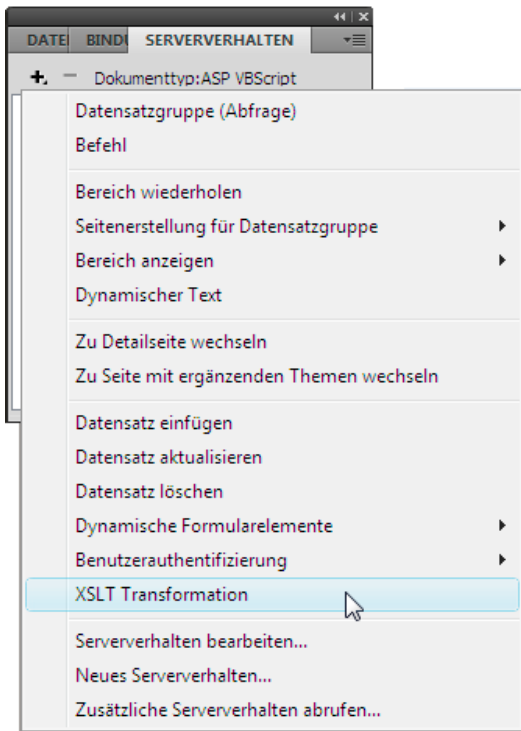 DATEI BINDU SERVERVERHALTEN
Dokumenttyp:ASP VBScript
Datensatzgruppe (Abfrage)
Befehl
Bereich wiederholen
Seitenerstellung für Datensatzgruppe
Bereich anzeigen
Dynamischer Text
Zu Detailseite wechseln
Zu Seite mit ergänzenden Themen wechseln
Datensatz einfügen
Datensatz aktualisieren
Datensatz löschen
Dynamische Formularelemente
Benutzerauthentifizierung
XSLT Transformation
Serververhalten bearbeiten...
Neues Serververhalten...
Zusätzliche Serververhalten abrufen...